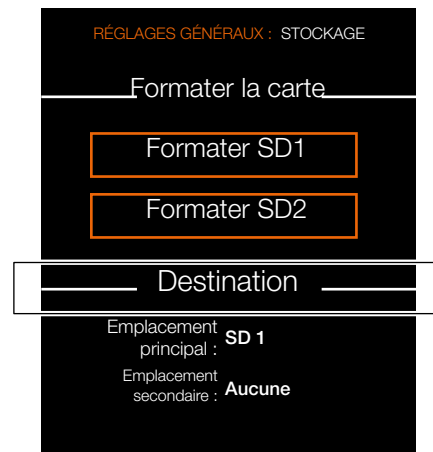 RÉGLAGES GÉNÉRAUX : STOCKAGE
Formater la carte
Formater SD1
Formater SD2
Destination
Emplacement
principal : SD 1
Emplacement
secondaire : Aucune